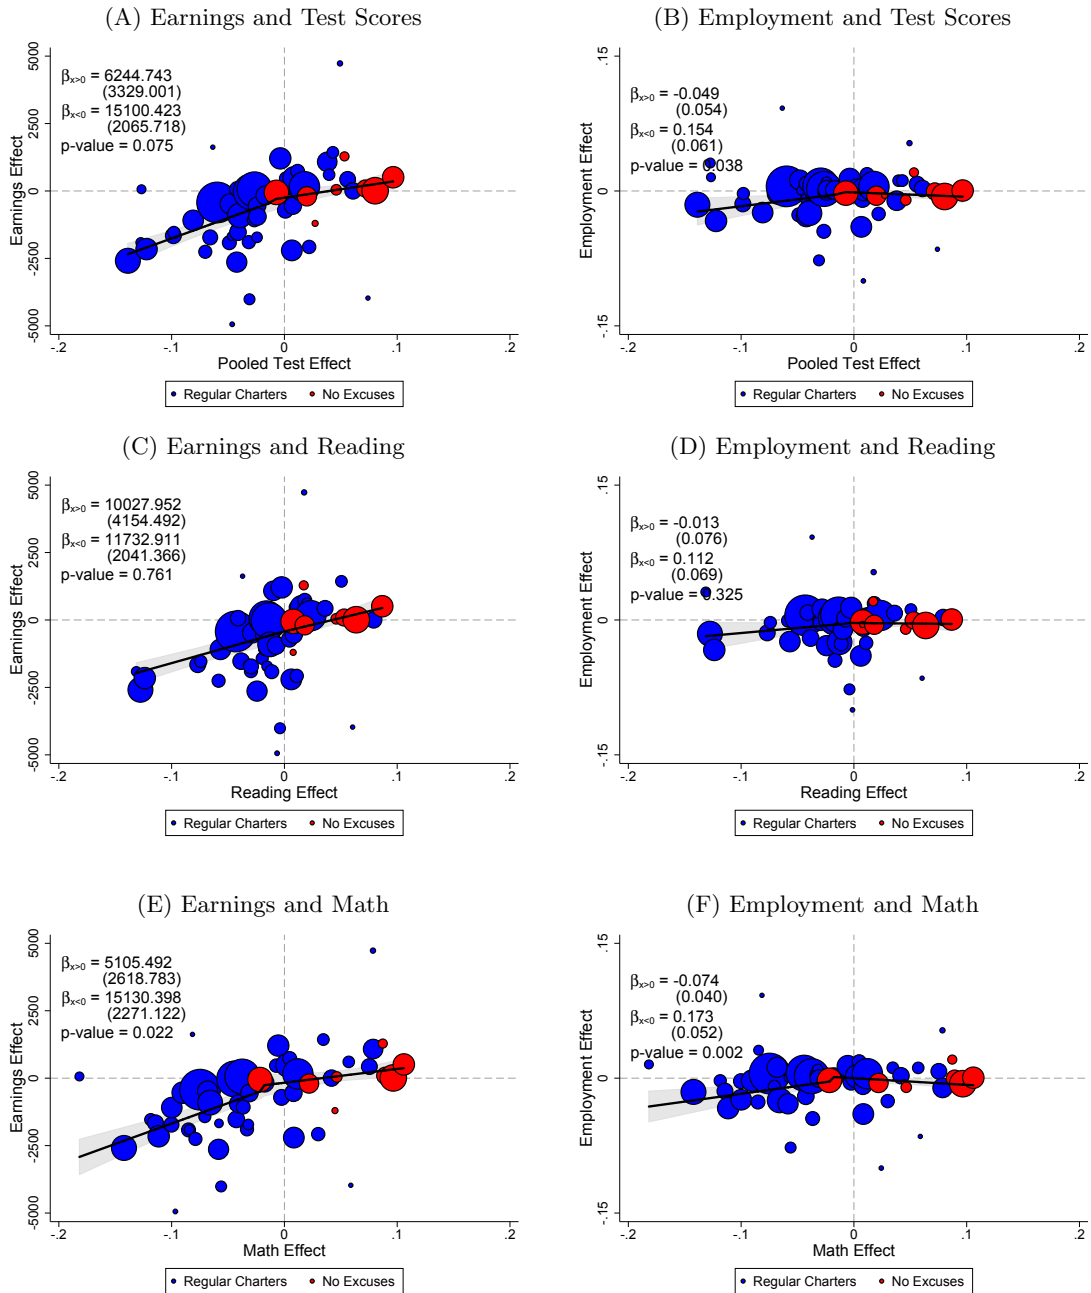 (A) Earnings and Test Scores
5000
2500
0
-2500
-5000
Earnings Effect
βx>0 = 6244.743
(3329.001)
βx<0 = 15100.423
(2065.718)
p-value = 0.075
-.2 -.1 0 .1 .2
Pooled Test Effect
Regular Charters No Excuses
(B) Employment and Test Scores
.15
0
-.15
Employment Effect
βx>0 = -0.049
(0.054)
βx<0 = 0.154
(0.061)
p-value = 0.038
-.2 -.1 0 .1 .2
Pooled Test Effect
Regular Charters No Excuses
(C) Earnings and Reading
5000
2500
0
-2500
-5000
Earnings Effect
βx>0 = 10027.952
(4154.492)
βx<0 = 11732.911
(2041.366)
p-value = 0.761
-.2 -.1 0 .1 .2
Reading Effect
Regular Charters No Excuses
(D) Employment and Reading
.15
0
-.15
Employment Effect
βx>0 = -0.013
(0.076)
βx<0 = 0.112
(0.069)
p-value = 0.325
-.2 -.1 0 .1 .2
Reading Effect
Regular Charters No Excuses
(E) Earnings and Math
5000
2500
0
-2500
-5000
Earnings Effect
βx>0 = 5105.492
(2618.783)
βx<0 = 15130.398
(2271.122)
p-value = 0.022
-.2 -.1 0 .1 .2
Math Effect
Regular Charters No Excuses
(F) Employment and Math
.15
0
-.15
Employment Effect
βx>0 = -0.074
(0.040)
βx<0 = 0.173
(0.052)
p-value = 0.002
-.2 -.1 0 .1 .2
Math Effect
Regular Charters No Excuses